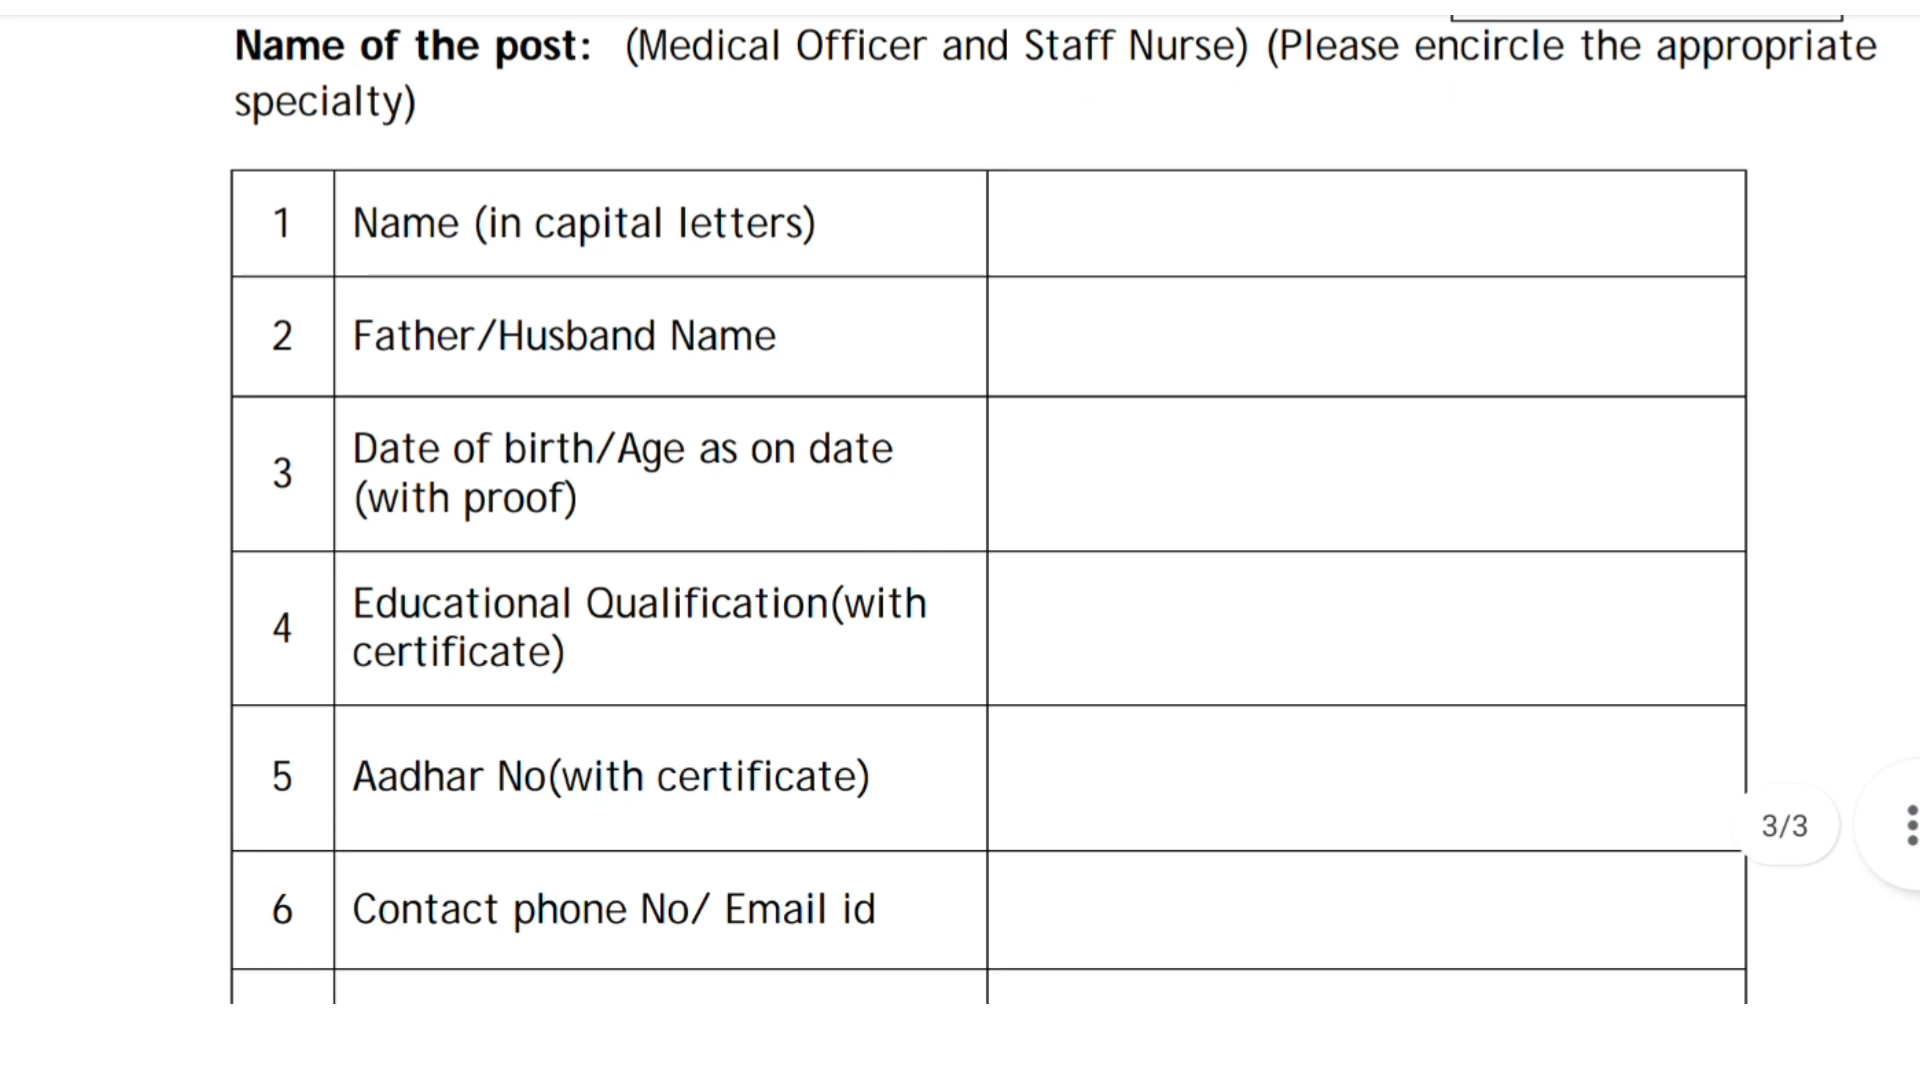 Name of the post: (Medical Officer and Staff Nurse) (Please encircle the appropriate
specialty)
1 Name (in capital letters)
2 Father/Husband Name
3 Date of birth/Age as on date
(with proof)
4 Educational Qualification(with
certificate)
5 Aadhar No(with certificate)
3/3
6 Contact phone No/ Email id